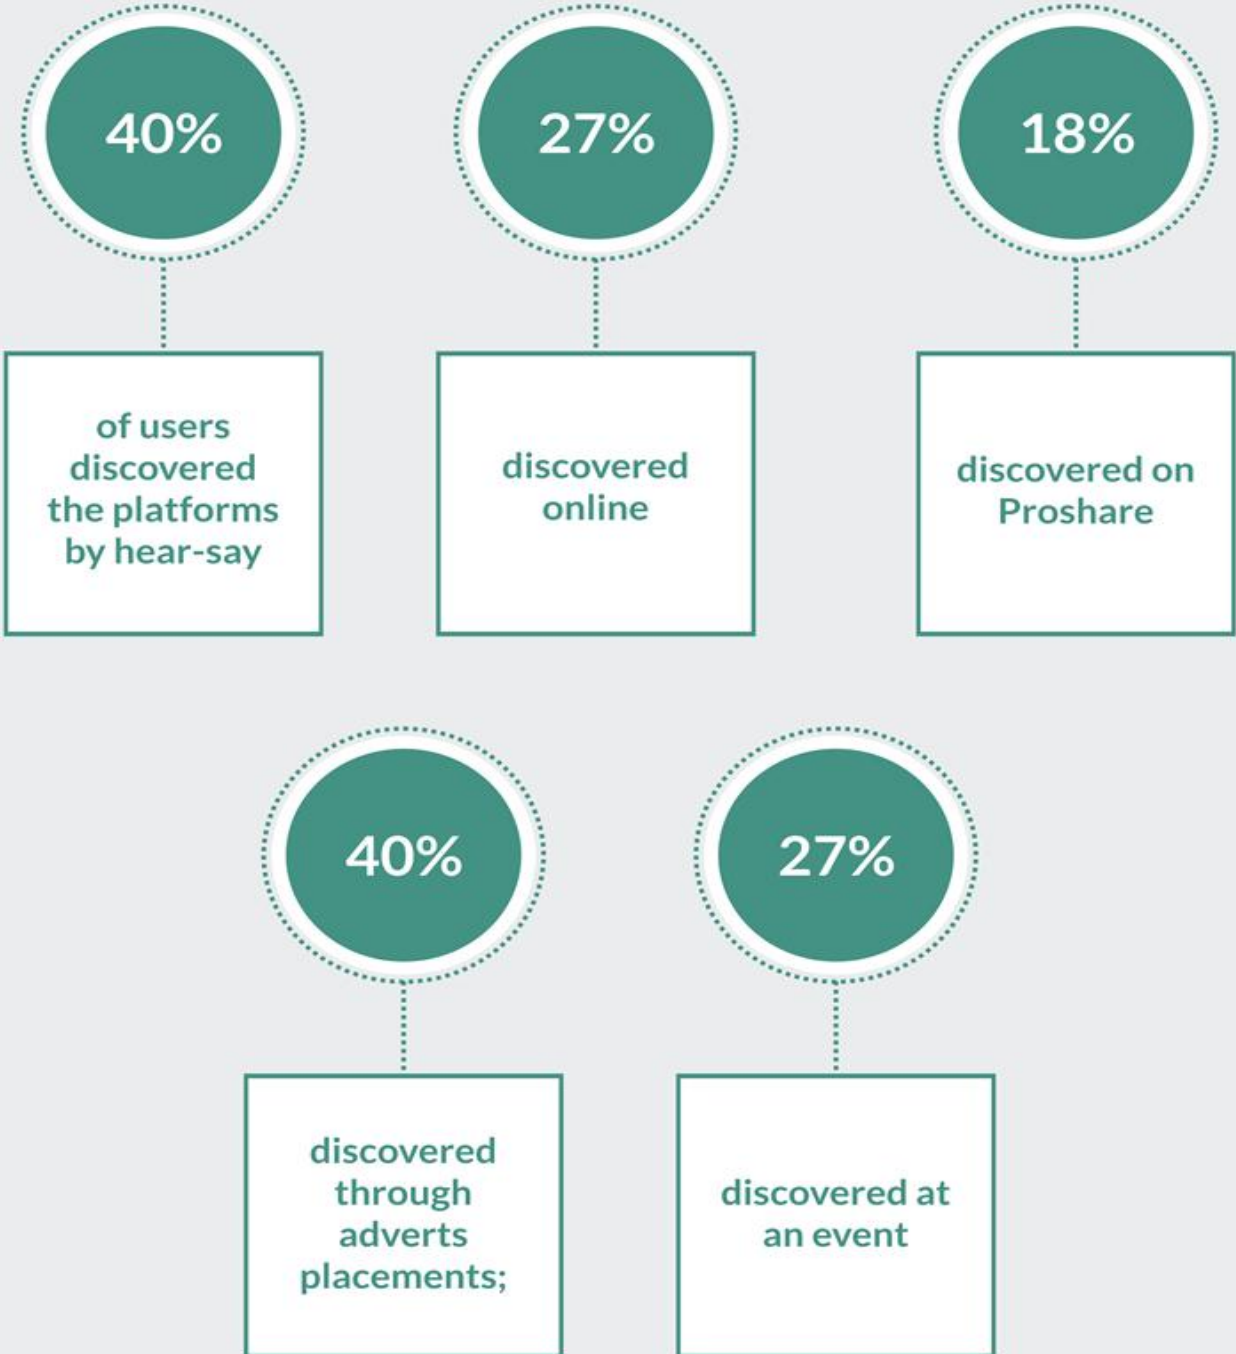 40%
27%
18%
of users
discovered
the platforms
by hear-say
discovered
online
discovered on
Proshare
40%
27%
discovered
through
adverts
placements;
discovered at
an event